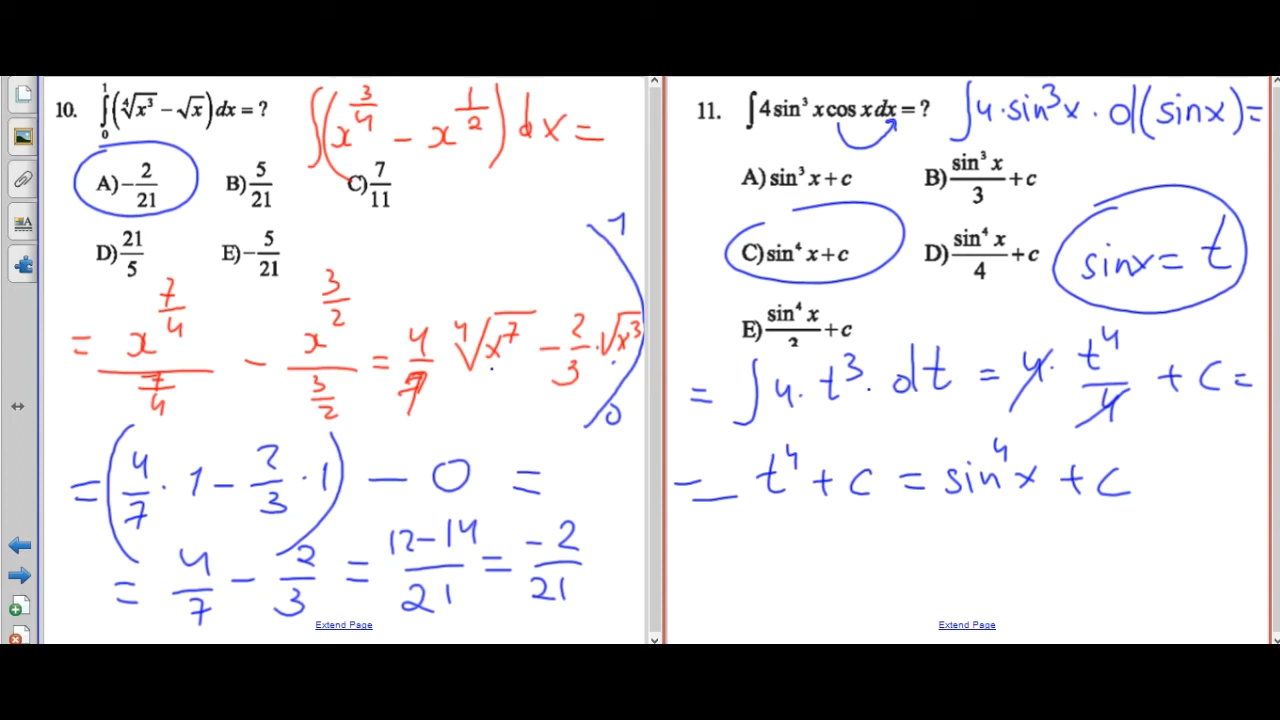 10. ∫₀¹ (⁴√x³ − √x) dx = ?
∫(x^{3/4} − x^{1/2}) dx =
A) −2/21 B) 5/21 C) 7/11
D) 21/5 E) −5/21
= x^{7/4}/(7/4) − x^{3/2}/(3/2) = 4/7 ⁴√x⁷ − 2/3 · √x³ )₀¹
= (4/7 · 1 − 2/3 · 1) − 0 =
= 4/7 − 2/3 = (12−14)/21 = −2/21
Extend Page
11. ∫4 sin³ x cos x dx = ?
∫4 · sin³x · d(sinx) =
A) sin³ x + c B) sin³ x/3 + c
C) sin⁴ x + c D) sin⁴ x/4 + c
sinx = t
E) sin⁴ x/2 + c
= ∫4 · t³ · dt = 4 · t⁴/4 + c =
= t⁴ + c = sin⁴x + c
Extend Page